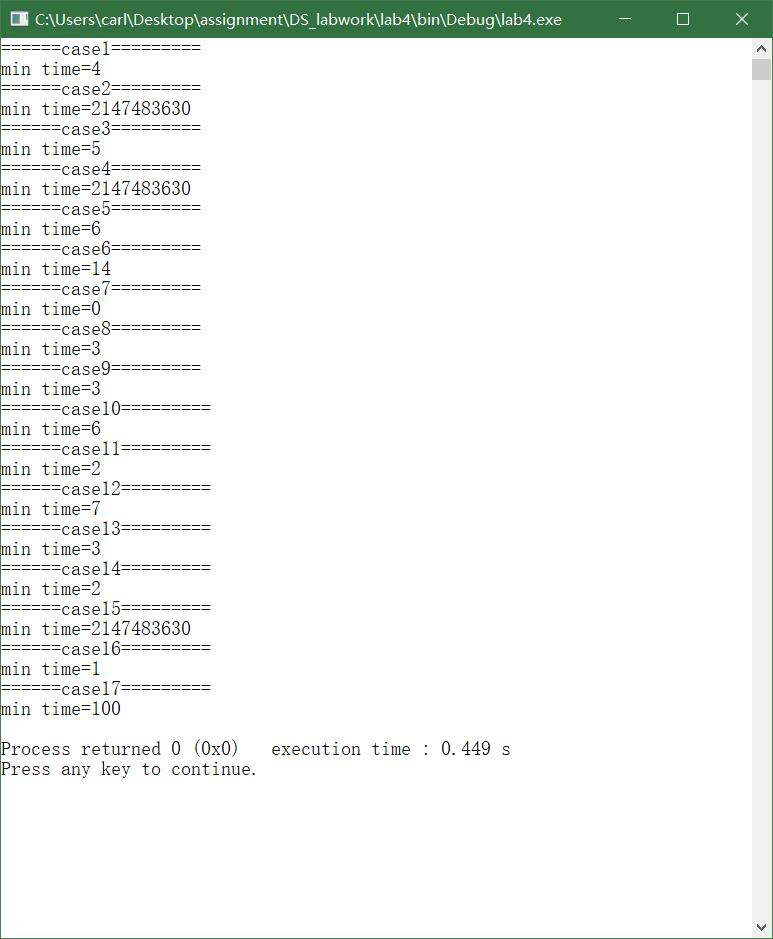 C:\Users\carl\Desktop\assignment\DS_labwork\lab4\bin\Debug\lab4.exe
======case1=========
min time=4
======case2=========
min time=2147483630
======case3=========
min time=5
======case4=========
min time=2147483630
======case5=========
min time=6
======case6=========
min time=14
======case7=========
min time=0
======case8=========
min time=3
======case9=========
min time=3
======case10=========
min time=6
======case11=========
min time=2
======case12=========
min time=7
======case13=========
min time=3
======case14=========
min time=2
======case15=========
min time=2147483630
======case16=========
min time=1
======case17=========
min time=100
Process returned 0 (0x0)   execution time : 0.449 s
Press any key to continue.